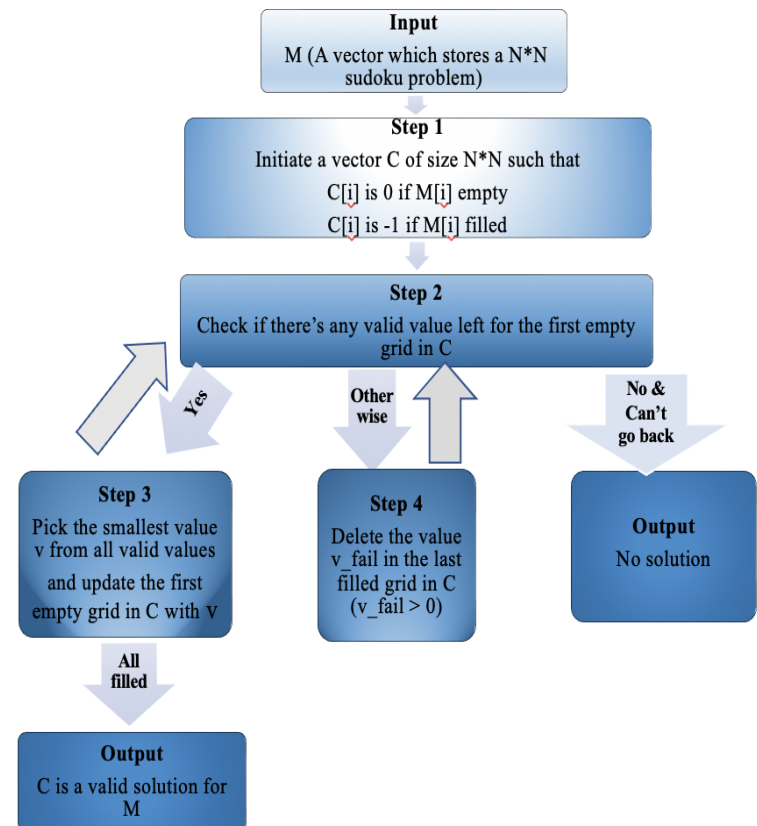 Input
M (A vector which stores a N*N
sudoku problem)
Step 1
Initiate a vector C of size N*N such that
C[i] is 0 if M[i] empty
C[i] is -1 if M[i] filled
Step 2
Check if there’s any valid value left for the first empty
grid in C
Yes
Other
wise
No &
Can’t
go back
Step 3
Pick the smallest value
v from all valid values
and update the first
empty grid in C with v
Step 4
Delete the value
v_fail in the last
filled grid in C
(v_fail > 0)
Output
No solution
All
filled
Output
C is a valid solution for
M